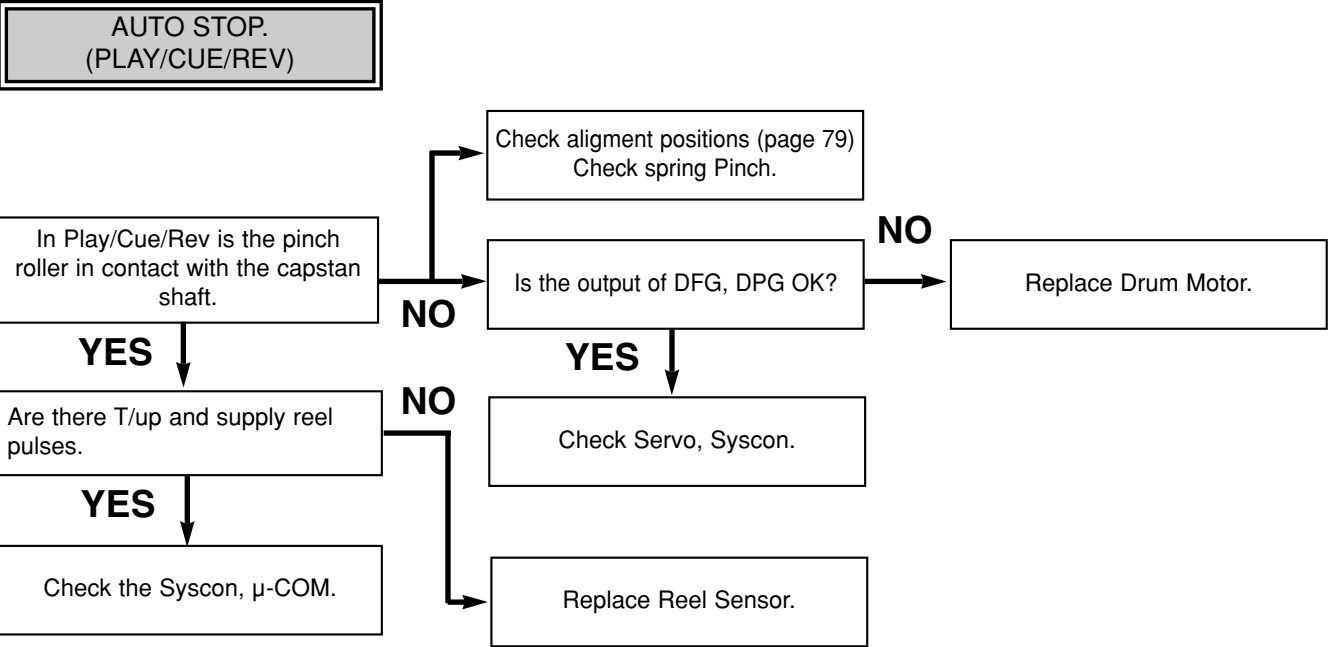 AUTO STOP.
(PLAY/CUE/REV)
Check aligment positions (page 79)
Check spring Pinch.
In Play/Cue/Rev is the pinch
roller in contact with the capstan
shaft.
NO
Is the output of DFG, DPG OK?
NO
Replace Drum Motor.
YES
YES
Are there T/up and supply reel
pulses.
NO
Check Servo, Syscon.
YES
Check the Syscon, μ-COM.
Replace Reel Sensor.